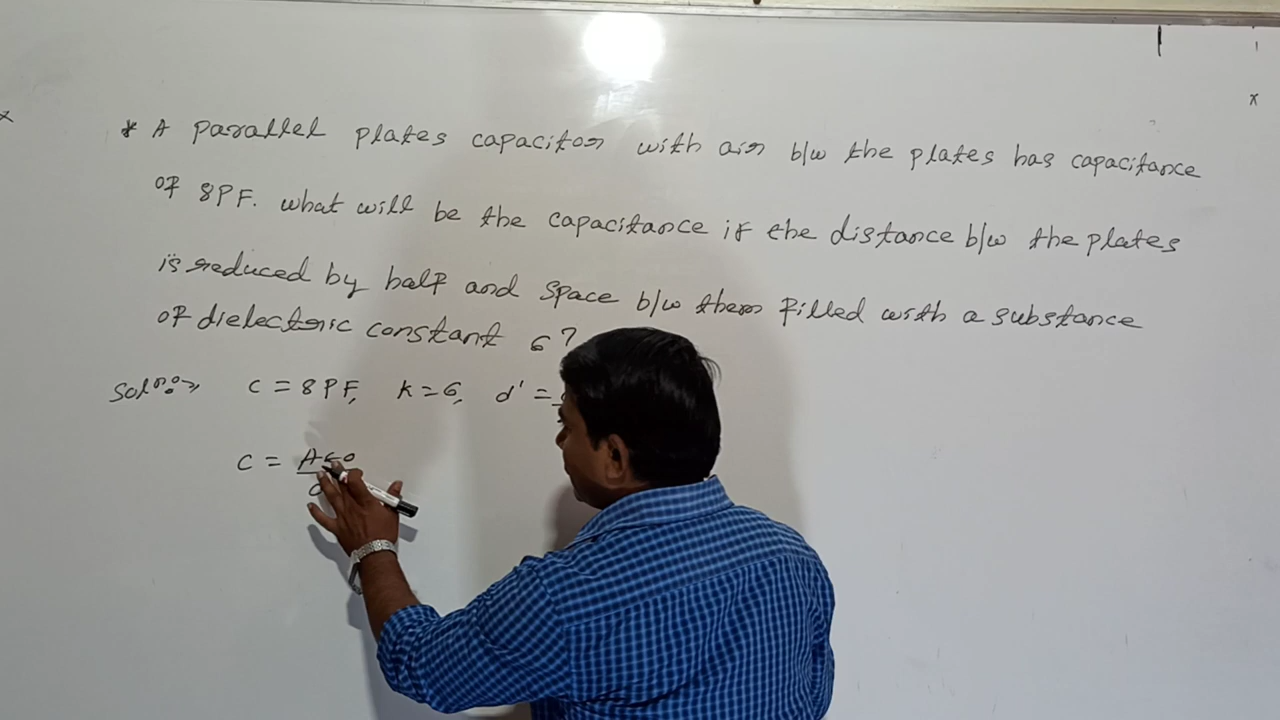 * A parallel plates capacitor with air b/w the plates has capacitance
of 8PF. what will be the capacitance if the distance b/w the plates
is reduced by half and space b/w them filled with a substance
of dielectric constant 6?
Soln:→ C = 8PF, K = 6, d' =
C = Aε0